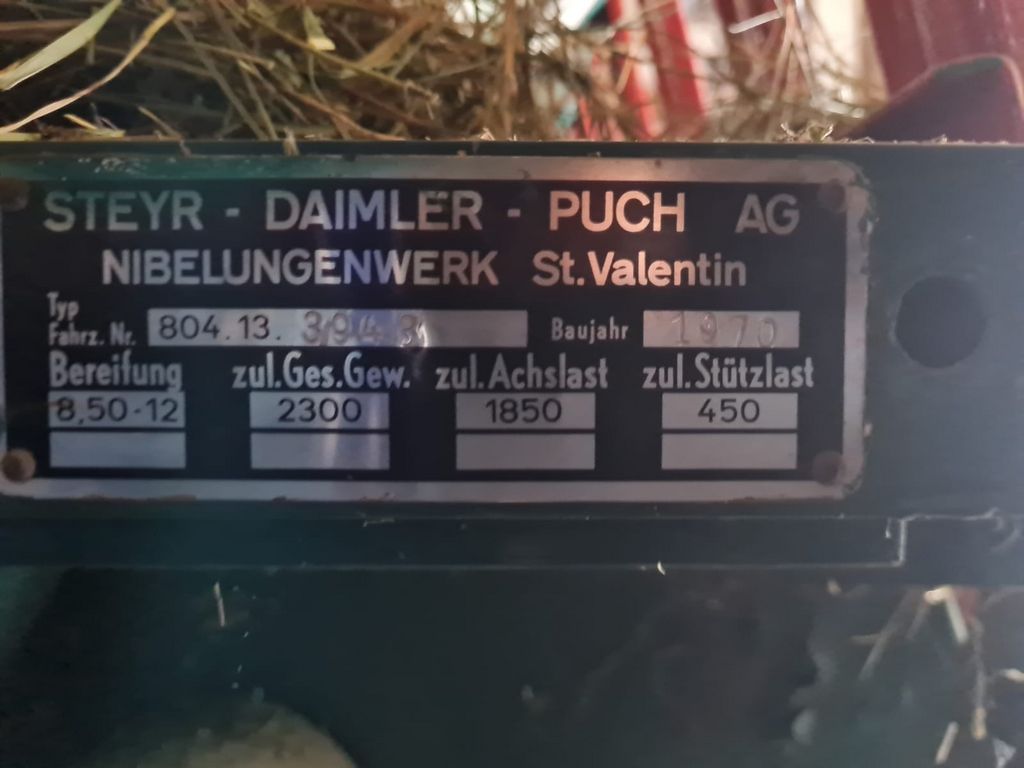 STEYR - DAIMLER - PUCH AG
NIBELUNGENWERK St.Valentin
Typ
Fahrz. Nr. 804.13. 3943 Baujahr 1970
Bereifung zul.Ges.Gew. zul.Achslast zul.Stützlast
8,50-12 2300 1850 450